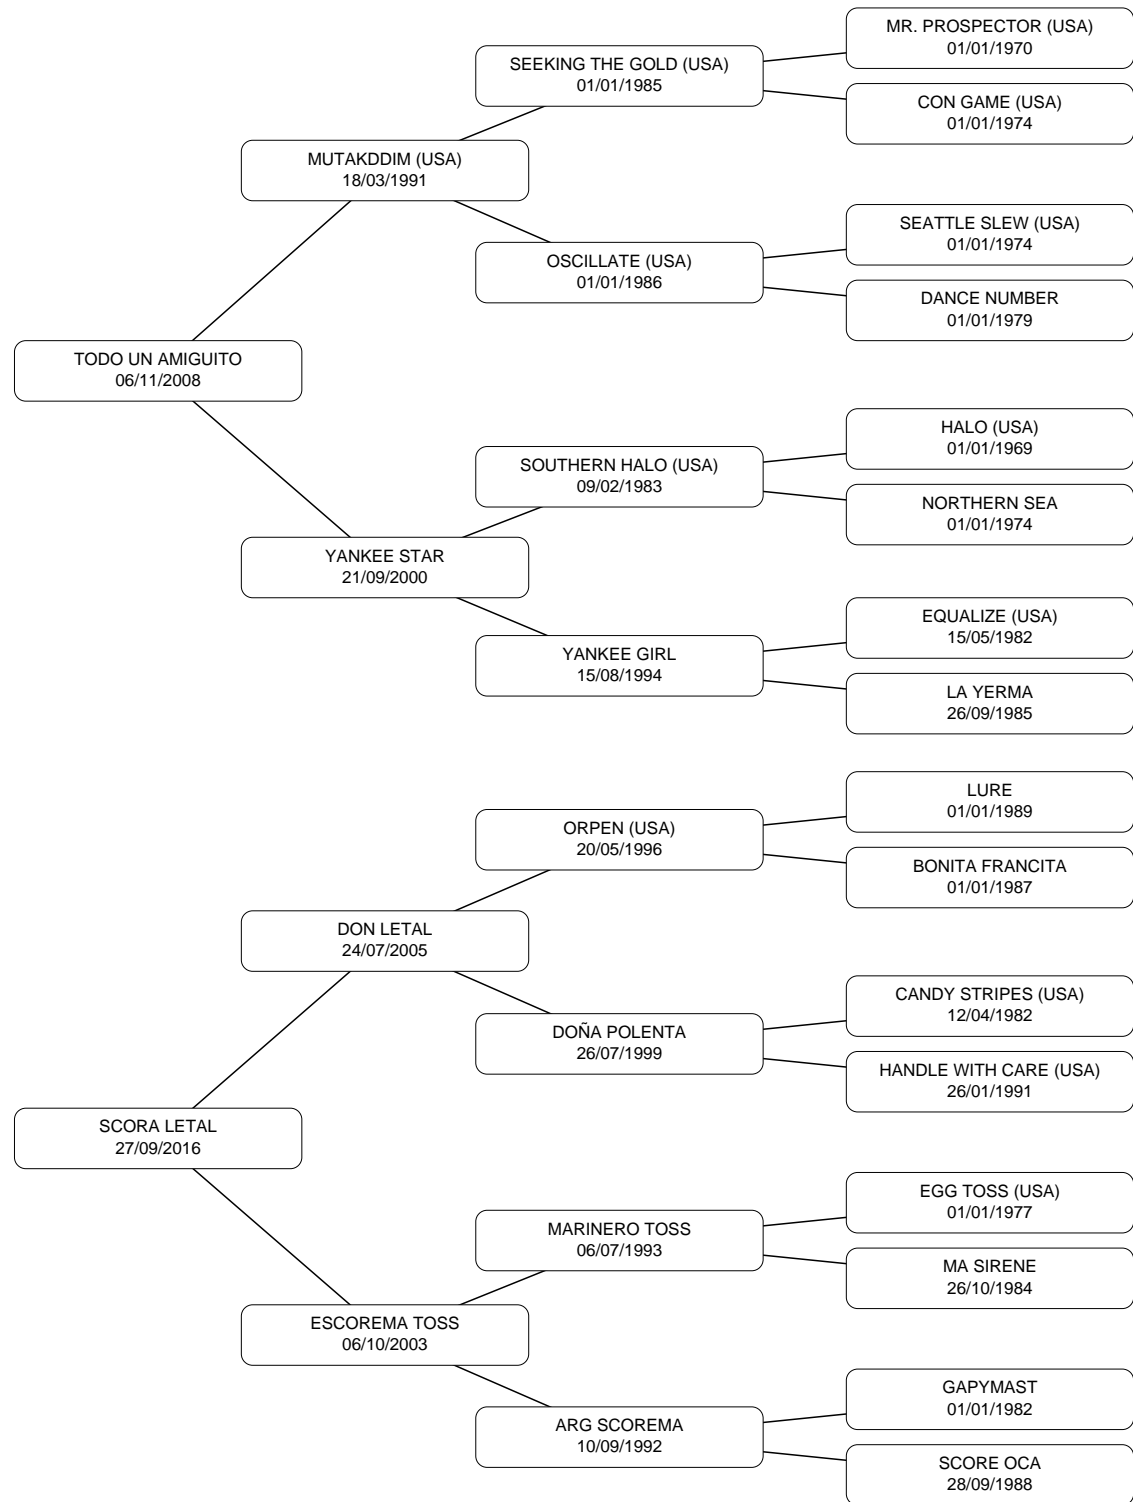 MR. PROSPECTOR (USA)
01/01/1970
SEEKING THE GOLD (USA)
01/01/1985
CON GAME (USA)
01/01/1974
MUTAKDDIM (USA)
18/03/1991
SEATTLE SLEW (USA)
01/01/1974
OSCILLATE (USA)
01/01/1986
DANCE NUMBER
01/01/1979
TODO UN AMIGUITO
06/11/2008
HALO (USA)
01/01/1969
SOUTHERN HALO (USA)
09/02/1983
NORTHERN SEA
01/01/1974
YANKEE STAR
21/09/2000
EQUALIZE (USA)
15/05/1982
YANKEE GIRL
15/08/1994
LA YERMA
26/09/1985
LURE
01/01/1989
ORPEN (USA)
20/05/1996
BONITA FRANCITA
01/01/1987
DON LETAL
24/07/2005
CANDY STRIPES (USA)
12/04/1982
DOÑA POLENTA
26/07/1999
HANDLE WITH CARE (USA)
26/01/1991
SCORA LETAL
27/09/2016
EGG TOSS (USA)
01/01/1977
MARINERO TOSS
06/07/1993
MA SIRENE
26/10/1984
ESCOREMA TOSS
06/10/2003
GAPYMAST
01/01/1982
ARG SCOREMA
10/09/1992
SCORE OCA
28/09/1988